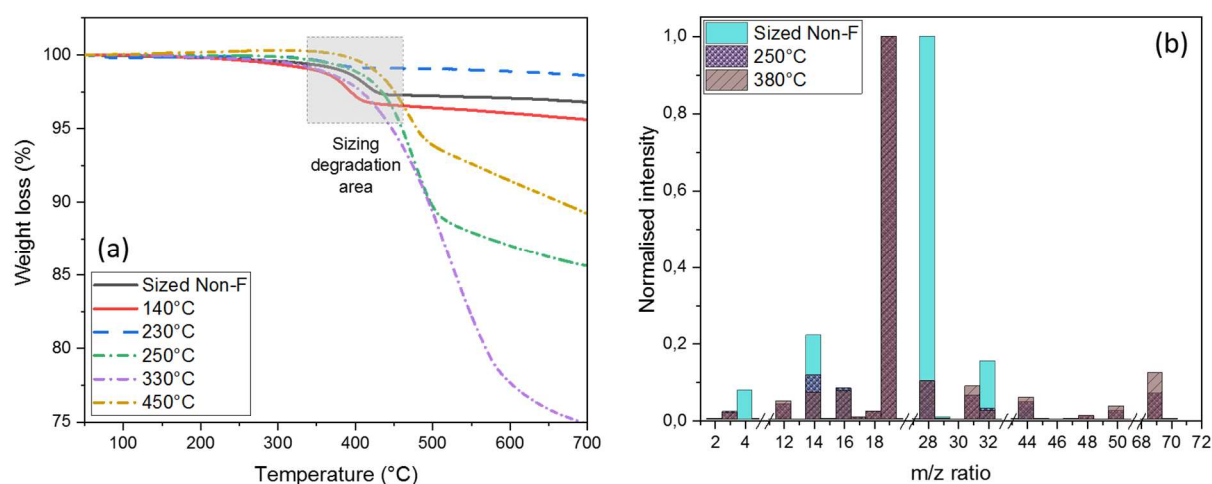 (a)
100
95
90
85
80
75
Weight loss (%)
Sizing
degradation
area
Sized Non-F
140°C
230°C
250°C
330°C
450°C
100 200 300 400 500 600 700
Temperature (°C)
(b)
Sized Non-F
250°C
380°C
1,0
0,8
0,6
0,4
0,2
0,0
Normalised intensity
2 4 12 14 16 18 28 30 32 44 46 48 50 68 70 72
m/z ratio